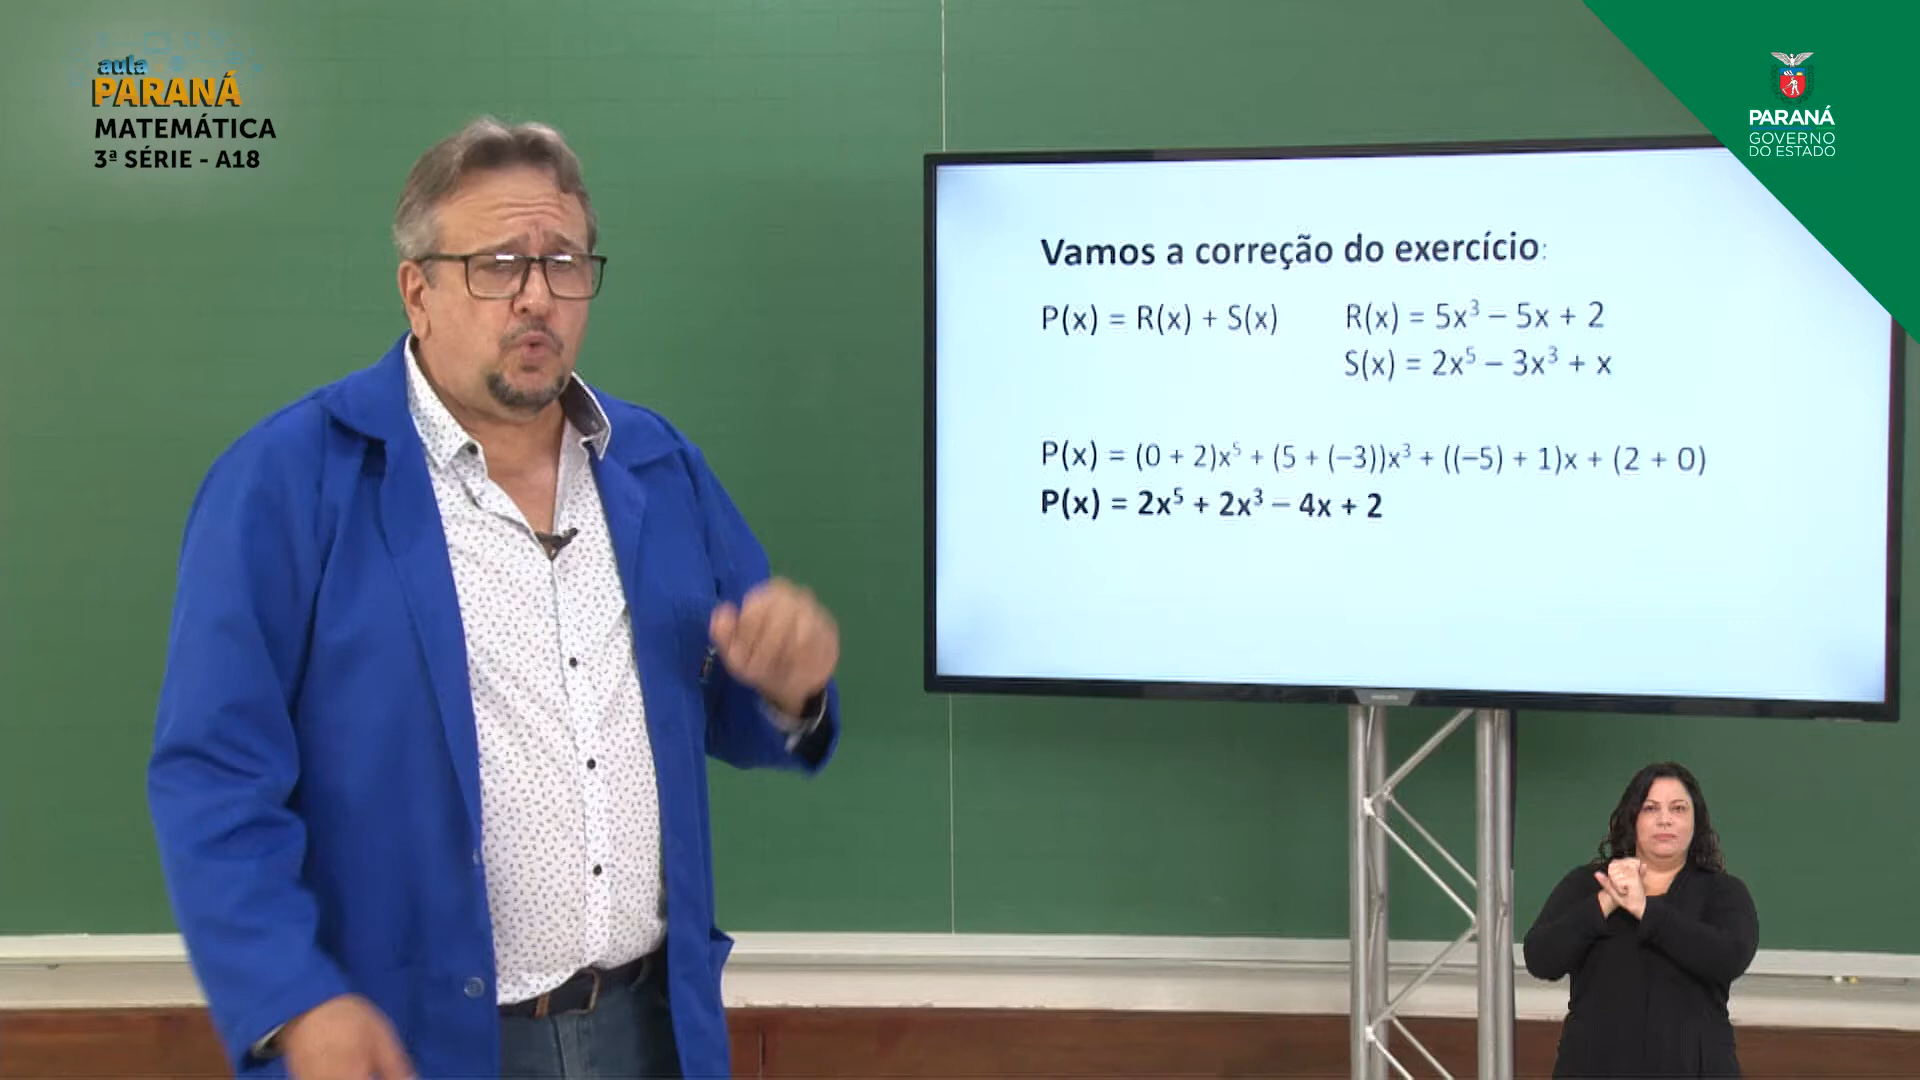 aula
PARANÁ
MATEMÁTICA
3ª SÉRIE - A18
PARANÁ
GOVERNO
DO ESTADO
Vamos a correção do exercício:
P(x) = R(x) + S(x) R(x) = 5x³ – 5x + 2
S(x) = 2x⁵ – 3x³ + x
P(x) = (0 + 2)x⁵ + (5 + (–3))x³ + ((–5) + 1)x + (2 + 0)
P(x) = 2x⁵ + 2x³ – 4x + 2